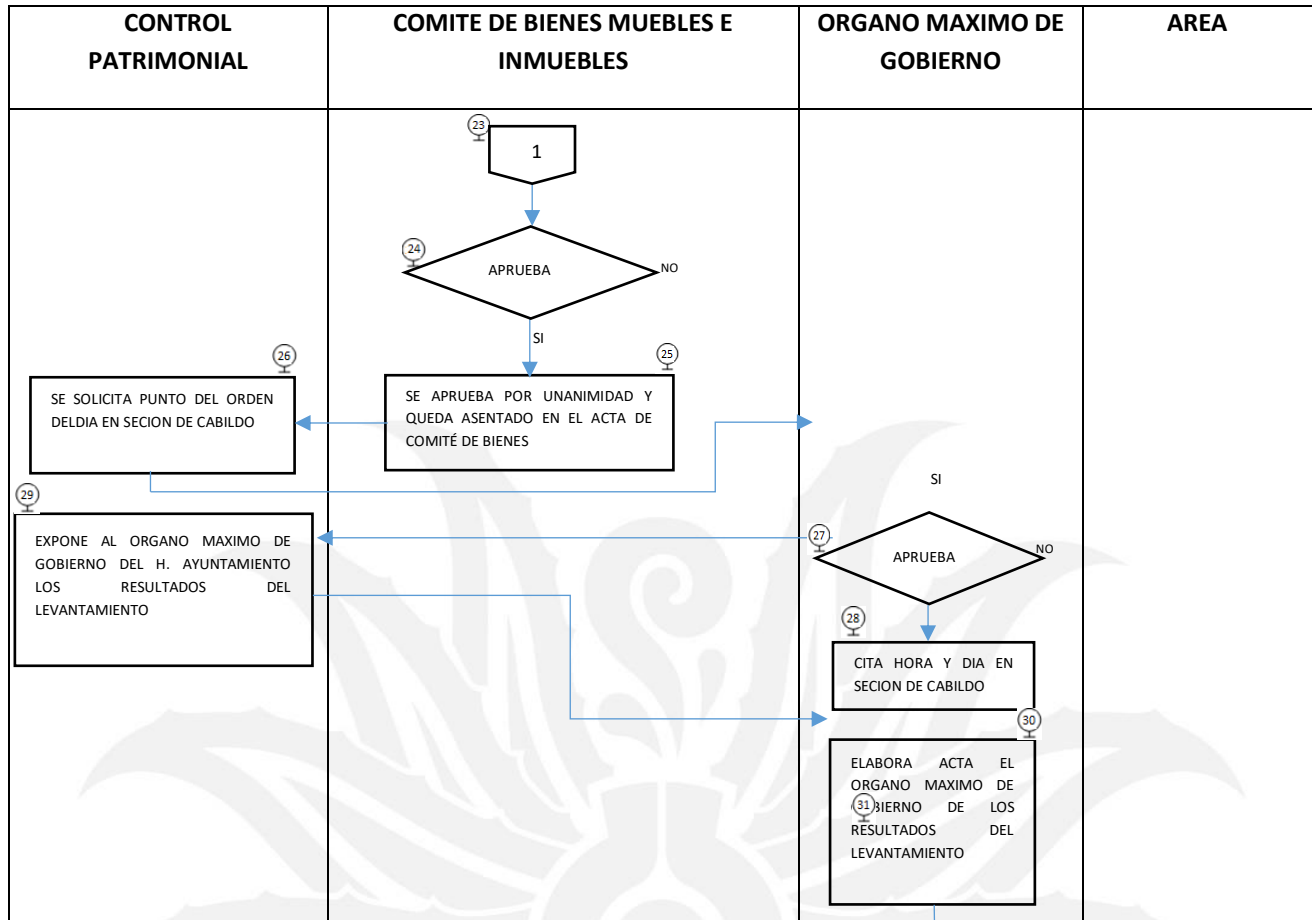 CONTROL
PATRIMONIAL
COMITE DE BIENES MUEBLES E
INMUEBLES
ORGANO MAXIMO DE
GOBIERNO
AREA
23
1
24
APRUEBA
NO
SI
26
SE SOLICITA PUNTO DEL ORDEN
DELDIA EN SECION DE CABILDO
25
SE APRUEBA POR UNANIMIDAD Y
QUEDA ASENTADO EN EL ACTA DE
COMITÉ DE BIENES
SI
29
EXPONE AL ORGANO MAXIMO DE
GOBIERNO DEL H. AYUNTAMIENTO
LOS RESULTADOS DEL
LEVANTAMIENTO
27
APRUEBA
NO
28
CITA HORA Y DIA EN
SECION DE CABILDO
30
ELABORA ACTA EL
ORGANO MAXIMO DE
31
BIERNO DE LOS
RESULTADOS DEL
LEVANTAMIENTO